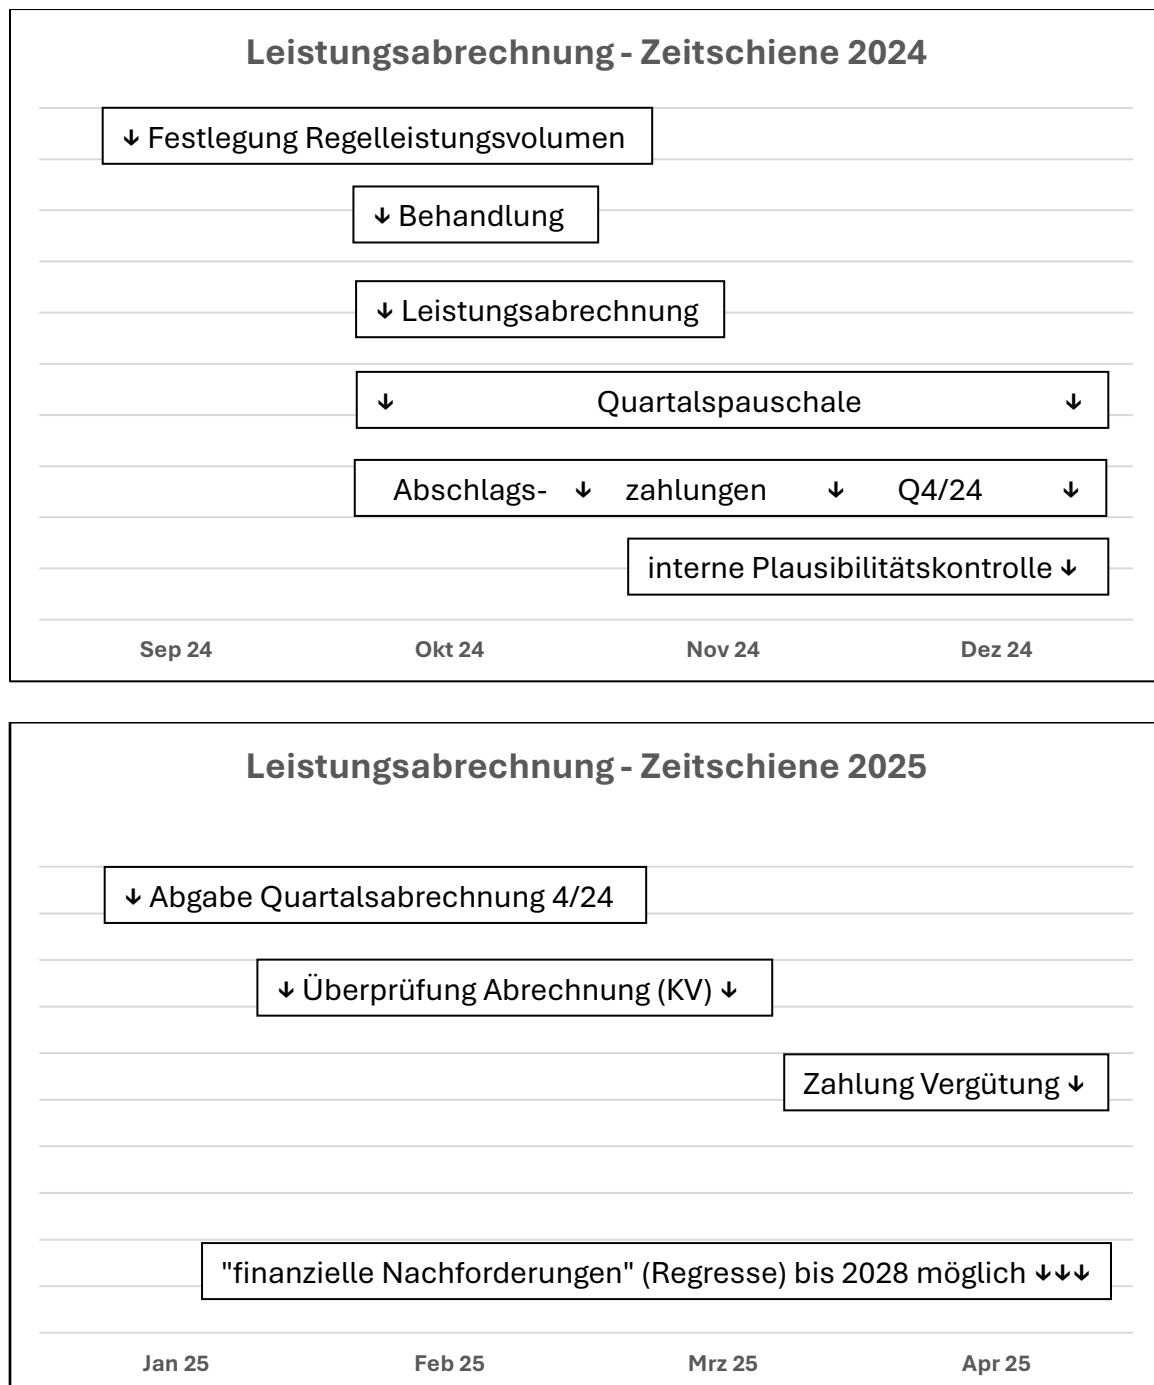 Leistungsabrechnung - Zeitschiene 2024
↓ Festlegung Regelleistungsvolumen
↓ Behandlung
↓ Leistungsabrechnung
↓ Quartalspauschale ↓
Abschlags- ↓ zahlungen ↓ Q4/24 ↓
interne Plausibilitätskontrolle ↓
Sep 24 Okt 24 Nov 24 Dez 24
Leistungsabrechnung - Zeitschiene 2025
↓ Abgabe Quartalsabrechnung 4/24
↓ Überprüfung Abrechnung (KV) ↓
Zahlung Vergütung ↓
"finanzielle Nachforderungen" (Regresse) bis 2028 möglich ↓↓↓
Jan 25 Feb 25 Mrz 25 Apr 25